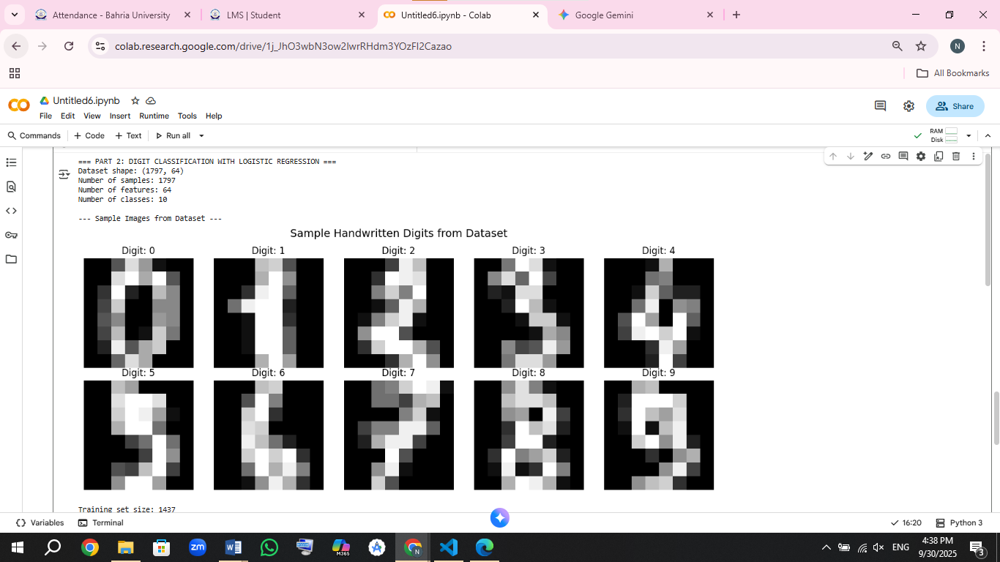 Attendance - Bahria University
LMS | Student
Untitled6.ipynb - Colab
Google Gemini
colab.research.google.com/drive/1j_JhO3wbN3ow2lwrRHdm3YOzFI2Cazao
N
All Bookmarks
Untitled6.ipynb
File Edit View Insert Runtime Tools Help
Share
Commands + Code + Text Run all
RAM
Disk
=== PART 2: DIGIT CLASSIFICATION WITH LOGISTIC REGRESSION ===
Dataset shape: (1797, 64)
Number of samples: 1797
Number of features: 64
Number of classes: 10
--- Sample Images from Dataset ---
Sample Handwritten Digits from Dataset
Digit: 0 Digit: 1 Digit: 2 Digit: 3 Digit: 4
Digit: 5 Digit: 6 Digit: 7 Digit: 8 Digit: 9
Training set size: 1437
Variables Terminal
16:20 Python 3
zm
M365
N
ENG
4:38 PM
9/30/2025
3